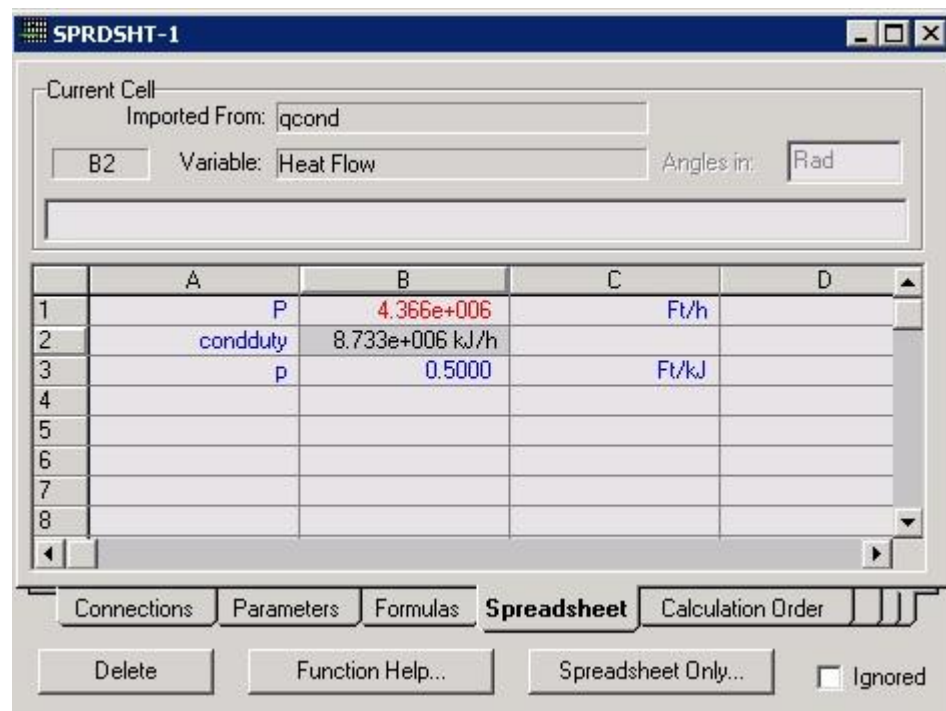 SPRDSHT-1
Current Cell
Imported From: qcond
B2 Variable: Heat Flow Angles in: Rad
A B C D
1 P 4.366e+006 Ft/h
2 condduty 8.733e+006 kJ/h
3 p 0.5000 Ft/kJ
4
5
6
7
8
Connections Parameters Formulas Spreadsheet Calculation Order
Delete Function Help... Spreadsheet Only... Ignored